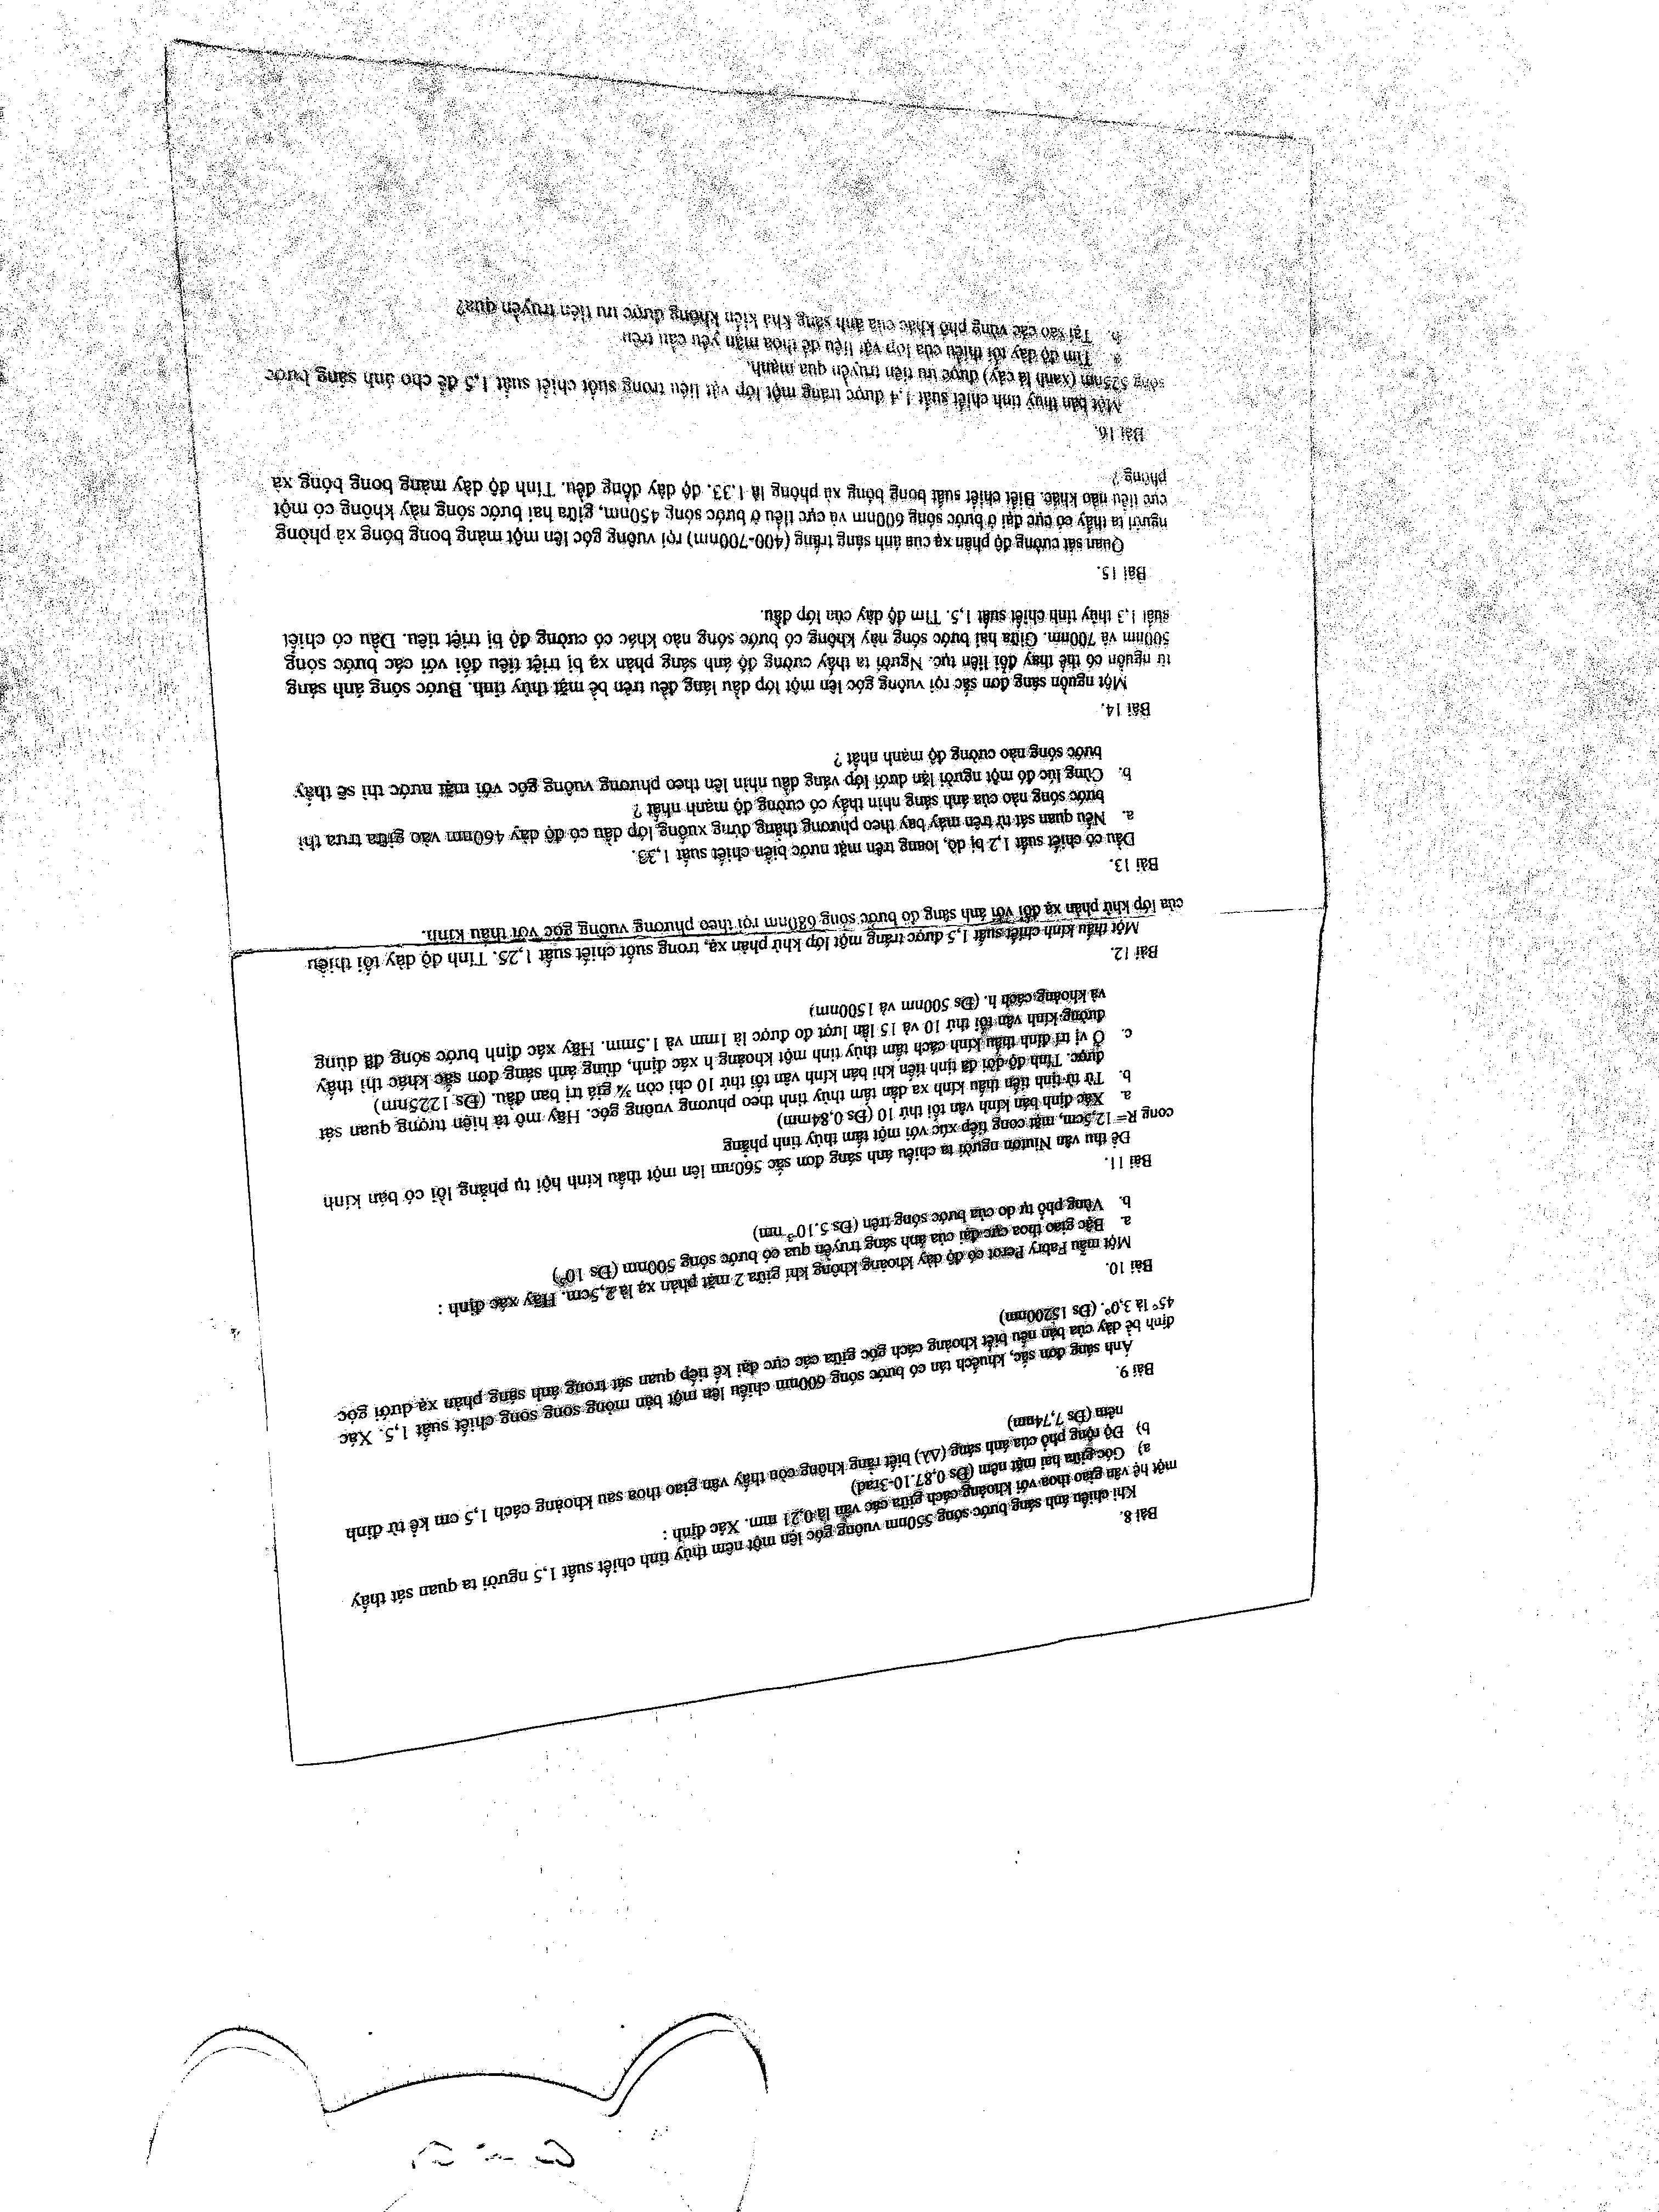 Bài 8.
Khi chiếu ánh sáng bước sóng 550nm vuông góc lên một nêm thủy tinh chiết suất 1,5 người ta quan sát thấy
một hệ vân giao thoa với khoảng cách giữa các vân là 0,21 mm. Xác định :
a) Góc giữa hai mặt nêm (Đs 0,87.10-3rad)
b) Độ rộng phổ của ánh sáng (Δλ) biết rằng không còn thấy vân giao thoa sau khoảng cách 1,5 cm kể từ đỉnh
nêm (Đs 7,74nm)
Bài 9.
Ánh sáng đơn sắc, khuếch tán có bước sóng 600nm chiếu lên một bản mỏng song song chiết suất 1,5. Xác
định bề dày của bản nếu biết khoảng cách góc giữa các cực đại kế tiếp quan sát trong ánh sáng phản xạ dưới góc
45° là 3,0°. (Đs 15200nm)
Bài 10.
Một mẫu Fabry Perot có độ dày khoảng không khí giữa 2 mặt phản xạ là 2,5cm. Hãy xác định :
a. Bậc giao thoa cực đại của ánh sáng truyền qua có bước sóng 500nm (Đs 10⁵)
b. Vùng phổ tự do của bước sóng trên (Đs 5.10⁻³ nm)
Bài 11.
Để thu vân Niutơn người ta chiếu ánh sáng đơn sắc 560nm lên một thấu kính hội tụ phẳng lồi có bán kính
cong R= 12,5cm, mặt cong tiếp xúc với một tấm thủy tinh phẳng
a. Xác định bán kính vân tối thứ 10 (Đs 0,84mm)
b. Từ từ tịnh tiến thấu kính xa dần tấm thủy tinh theo phương vuông góc. Hãy mô tả hiện tượng quan sát
được. Tính độ dời đã tịnh tiến khi bán kính vân tối thứ 10 chỉ còn ¾ giá trị ban đầu. (Đs 1225nm)
c. Ở vị trí đỉnh thấu kính cách tấm thủy tinh một khoảng h xác định, dùng ánh sáng đơn sắc khác thì thấy
đường kính vân tối thứ 10 và 15 lần lượt đo được là 1mm và 1.5mm. Hãy xác định bước sóng đã dùng
và khoảng cách h. (Đs 500nm và 1500nm)
Bài 12.
Một thấu kính chiết suất 1,5 được tráng một lớp khử phản xạ, trong suốt chiết suất 1,25. Tính độ dày tối thiểu
của lớp khử phản xạ đối với ánh sáng đỏ bước sóng 680nm rọi theo phương vuông góc với thấu kính.
Bài 13.
Dầu có chiết suất 1,2 bị đổ, loang trên mặt nước biển chiết suất 1,33.
a. Nếu quan sát từ trên máy bay theo phương thẳng đứng xuống lớp dầu có độ dày 460nm vào giữa trưa thì
bước sóng nào của ánh sáng nhìn thấy có cường độ mạnh nhất ?
b. Cùng lúc đó một người lặn dưới lớp váng dầu nhìn lên theo phương vuông góc với mặt nước thì sẽ thấy
bước sóng nào cường độ mạnh nhất ?
Bài 14.
Một nguồn sáng đơn sắc rọi vuông góc lên một lớp dầu láng đều trên bề mặt thủy tinh. Bước sóng ánh sáng
từ nguồn có thể thay đổi liên tục. Người ta thấy cường độ ánh sáng phản xạ bị triệt tiêu đối với các bước sóng
500nm và 700nm. Giữa hai bước sóng này không có bước sóng nào khác có cường độ bị triệt tiêu. Dầu có chiết
suất 1,3 thủy tinh chiết suất 1,5. Tìm độ dày của lớp dầu.
Bài 15.
Quan sát cường độ phản xạ của ánh sáng trắng (400-700nm) rọi vuông góc lên một màng bong bóng xà phòng
người ta thấy có cực đại ở bước sóng 600nm và cực tiểu ở bước sóng 450nm, giữa hai bước sóng này không có một
cực tiểu nào khác. Biết chiết suất bong bóng xà phòng là 1.33. độ dày đồng đều. Tính độ dày màng bong bóng xà
phòng ?
Bài 16.
Một bản thủy tinh chiết suất 1,4 được tráng một lớp vật liệu trong suốt chiết suất 1,5 để cho ánh sáng bước
sóng 525nm (xanh lá cây) được ưu tiên truyền qua mạnh.
a. Tìm độ dày tối thiểu của lớp vật liệu để thỏa mãn yêu cầu trên
b. Tại sao các vùng phổ khác của ánh sáng khả kiến không được ưu tiên truyền qua?